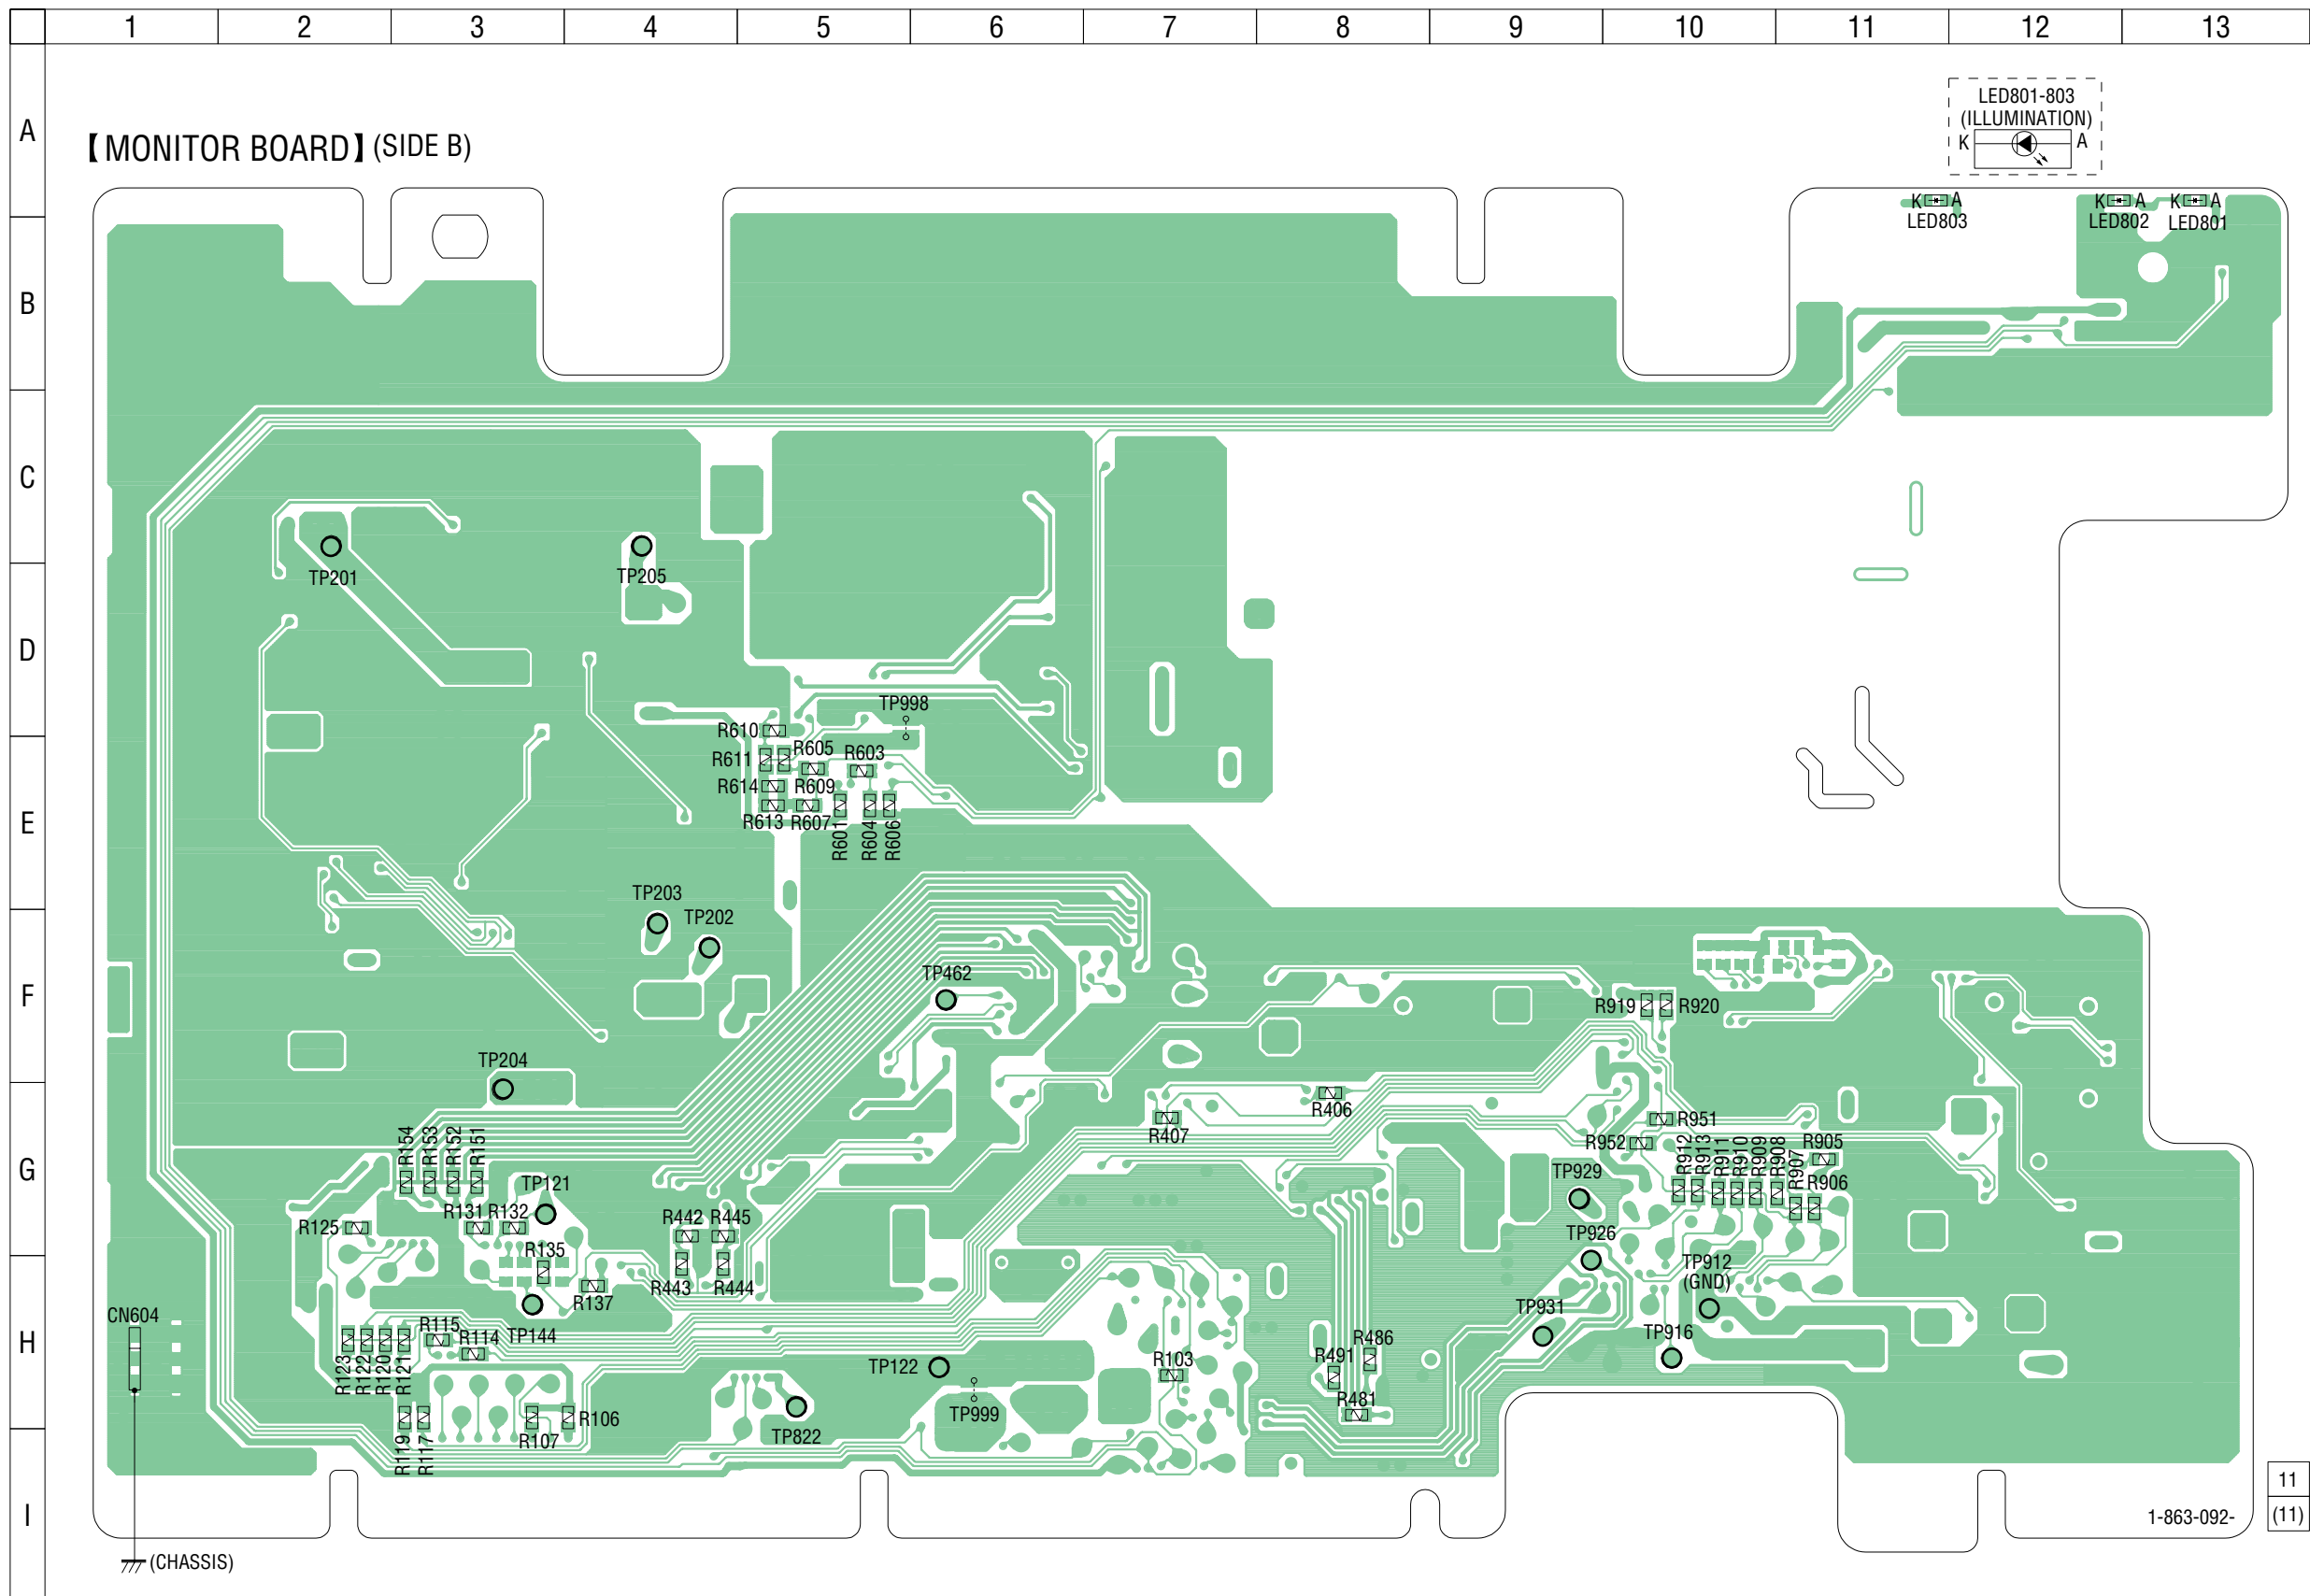 1 2 3 4 5 6 7 8 9 10 11 12 13
A
LED801-803
(ILLUMINATION)
K A
【MONITOR BOARD】(SIDE B)
K A K A K A
LED803 LED802 LED801
B
C
TP201 TP205
D
TP998
R610
R605 R603
R611
R614 R609
E
R613 R607 R601 R604 R606
TP203
TP202
TP462
F
R919 R920
TP204
R406
R951
R407
R952
R154 R153 R152 R151
R912 R913 R911 R910 R909 R908 R905
G
TP121 TP929 R907 R906
R125 R131 R132 R442 R445
TP926
R135
TP912
(GND)
R137 R443 R444
CN604
TP931
R115 R114 TP144
H
TP916
R486
R491
R123 R122 R120 R121
TP122 R103
R481
TP999
R106
R107
TP822
R119 R117
11
I
1-863-092- (11)
(CHASSIS)